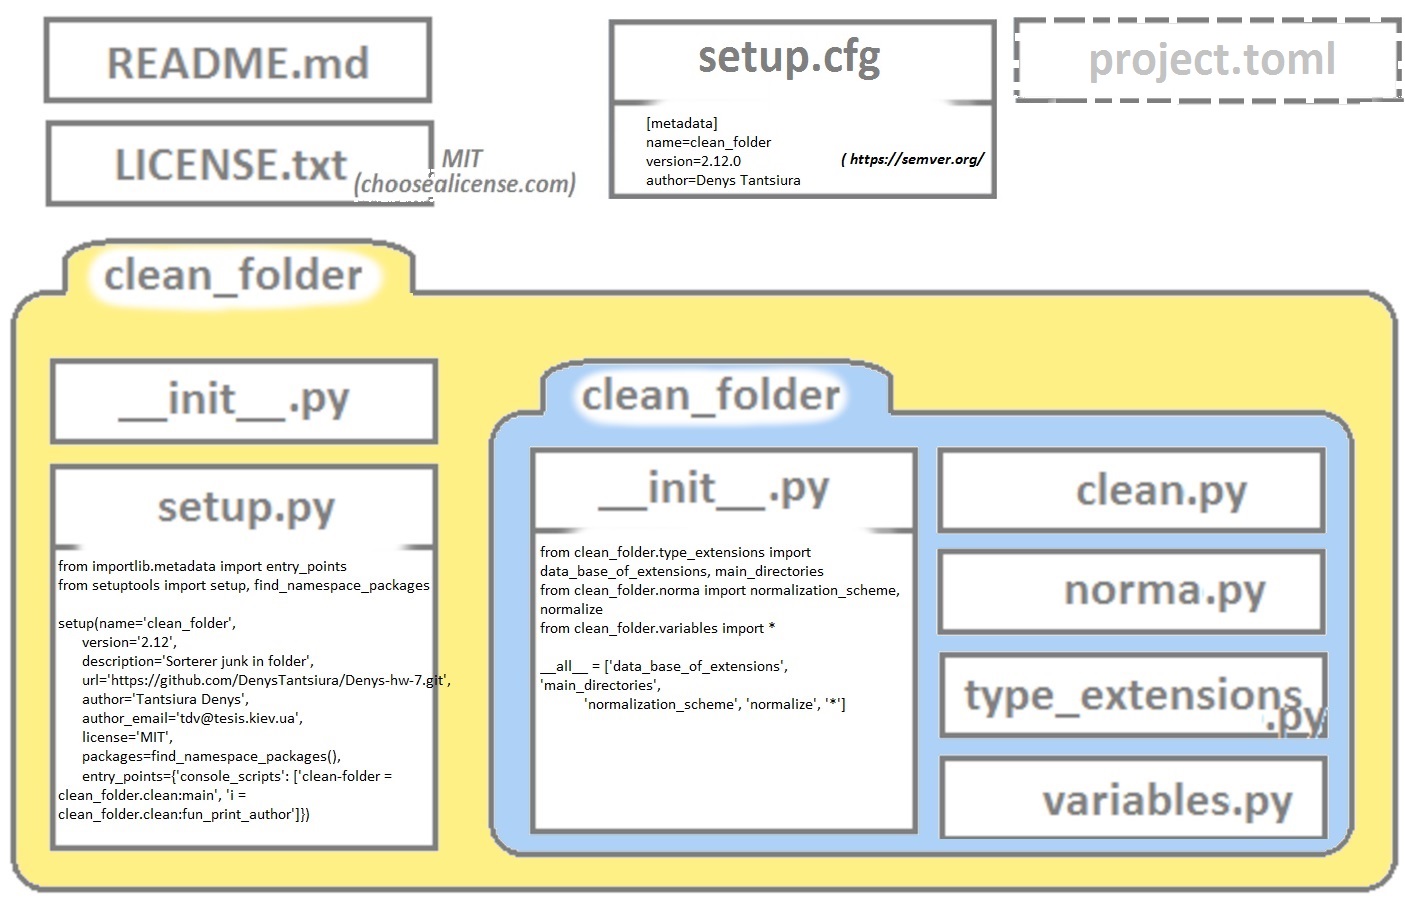 README.md
LICENSE.txt
MIT
(choosealicense.com)
setup.cfg
[metadata]
name=clean_folder
version=2.12.0
( https://semver.org/
author=Denys Tantsiura
project.toml
clean_folder
__init__.py
setup.py
from importlib.metadata import entry_points
from setuptools import setup, find_namespace_packages
setup(name='clean_folder',
version='2.12',
description='Sorterer junk in folder',
url='https://github.com/DenysTantsiura/Denys-hw-7.git',
author='Tantsiura Denys',
author_email='tdv@tesis.kiev.ua',
license='MIT',
packages=find_namespace_packages(),
entry_points={'console_scripts': ['clean-folder =
clean_folder.clean:main', 'i =
clean_folder.clean:fun_print_author']})
clean_folder
__init__.py
from clean_folder.type_extensions import
data_base_of_extensions, main_directories
from clean_folder.norma import normalization_scheme,
normalize
from clean_folder.variables import *
__all__ = ['data_base_of_extensions',
'main_directories',
'normalization_scheme', 'normalize', '*']
clean.py
norma.py
type_extensions
.py
variables.py